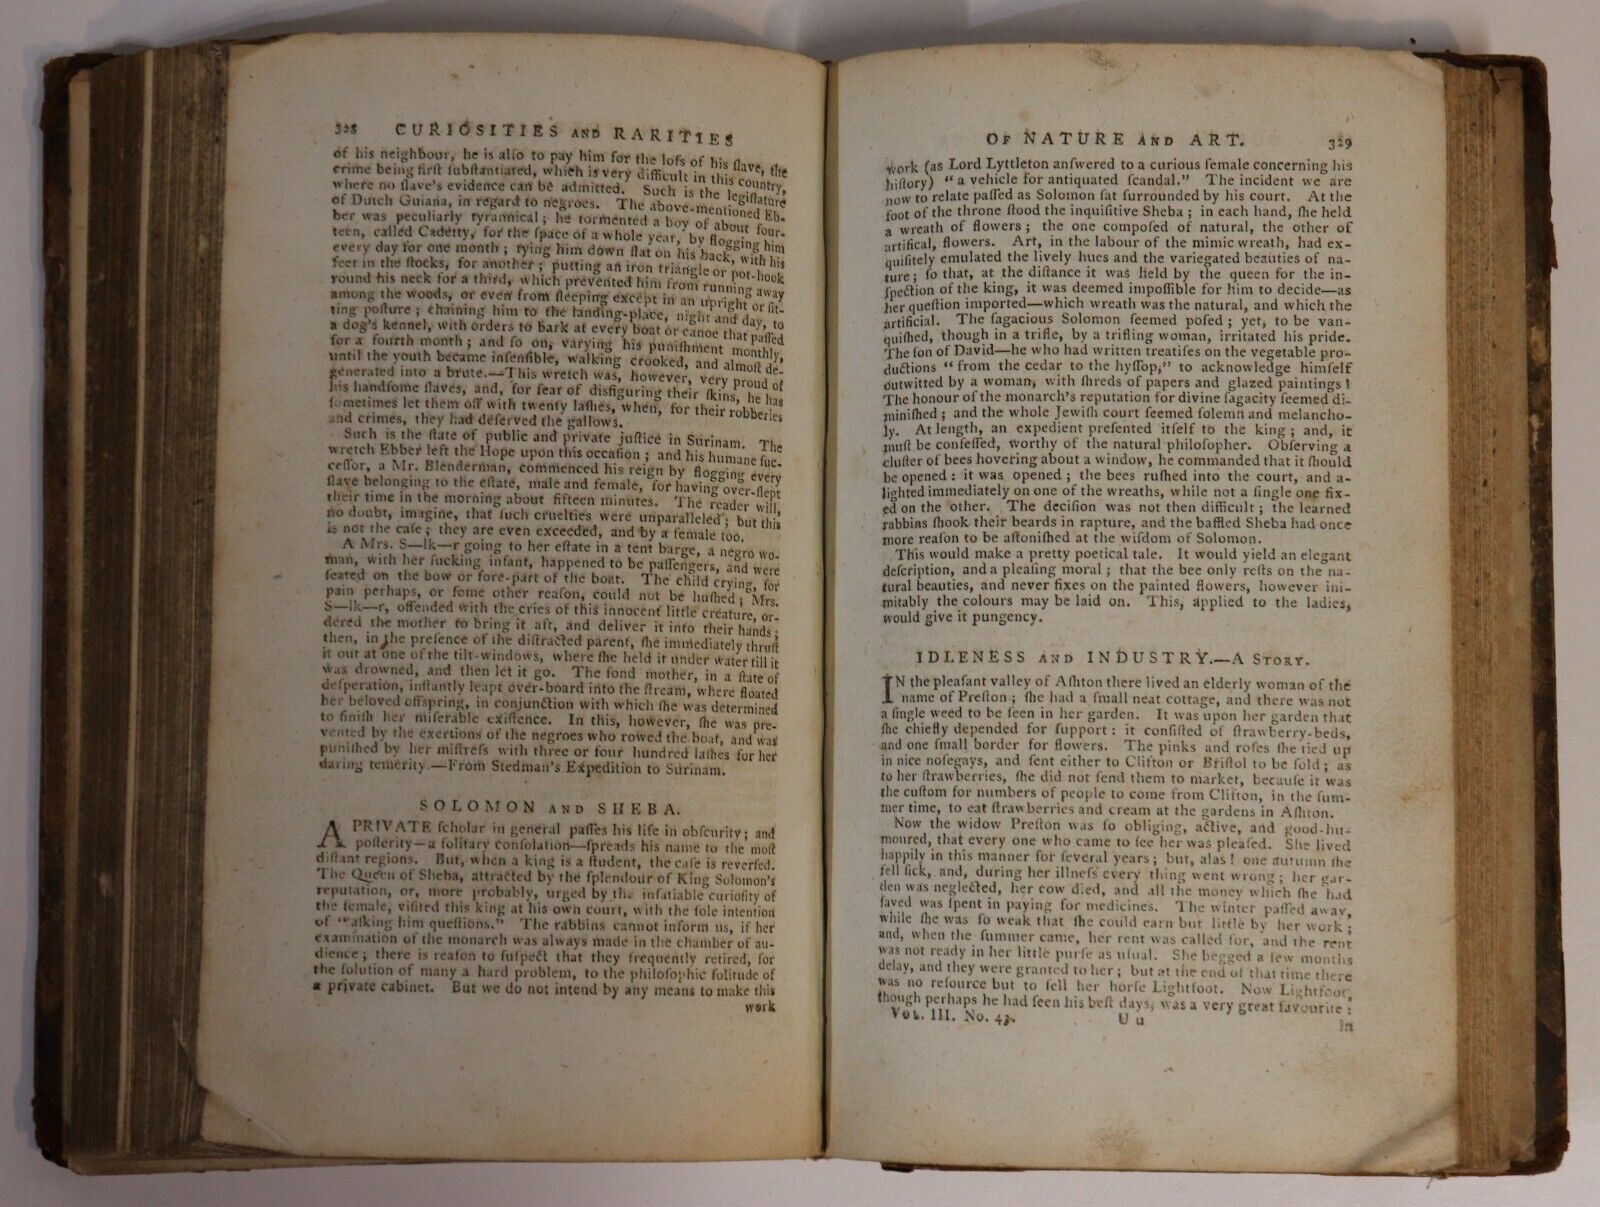 328 CURIOSITIES AND RARITIES
of his neighbour, he is alſo to pay him for the loſs of his ſlave, the
crime being firſt ſubſtantiated, which is very difficult in this country,
where no ſlave's evidence can be admitted. Such is the legiſlature
of Dutch Guiana, in regard to negroes. The above-mentioned Eb-
ber was peculiarly tyrannical; he tormented a boy of about four-
teen, called Cadetty, for the ſpace of a whole year, by flogging him
every day for one month; tying him down flat on his back, with his
feet in the ſtocks, for another; putting an iron triangle or pot-hook
round his neck for a third, which prevented him from running away
among the woods, or even from ſleeping except in an upright or ſit-
ting poſture; chaining him to the landing-place, night and day, to
a dog's kennel, with orders to bark at every boat or canoe that paſſed
for a fourth month; and ſo on, varying his puniſhment monthly,
until the youth became inſenſible, walking crooked, and almoſt de-
generated into a brute.—This wretch was, however, very proud of
his handſome ſlaves, and, for fear of disfiguring their ſkins, he has
ſometimes let them off with twenty laſhes, when, for their robberies
and crimes, they had deſerved the gallows.
Such is the ſtate of public and private juſtice in Surinam. The
wretch Ebber left the Hope upon this occaſion; and his humane ſuc-
ceſſor, a Mr. Blenderman, commenced his reign by flogging every
ſlave belonging to the eſtate, male and female, for having over-ſlept
their time in the morning about fifteen minutes. The reader will,
no doubt, imagine, that ſuch cruelties were unparalleled; but this
is not the caſe; they are even exceeded, and by a female too.
A Mrs. S—lk—r going to her eſtate in a tent barge, a negro wo-
man, with her ſucking infant, happened to be paſſengers, and were
ſeated on the bow or fore-part of the boat. The child crying, for
pain perhaps, or ſome other reaſon, could not be huſhed; Mrs.
S—lk—r, offended with the cries of this innocent little creature, or-
dered the mother to bring it aft, and deliver it into their hands;
then, in the preſence of the diſtracted parent, ſhe immediately thruſt
it out at one of the tilt-windows, where ſhe held it under water till it
was drowned, and then let it go. The fond mother, in a ſtate of
deſperation, inſtantly leapt over-board into the ſtream, where floated
her beloved offspring, in conjunction with which ſhe was determined
to finiſh her miſerable exiſtence. In this, however, ſhe was pre-
vented by the exertions of the negroes who rowed the boat, and was
puniſhed by her miſtreſs with three or four hundred laſhes for her
daring temerity.—From Stedman's Expedition to Surinam.
SOLOMON AND SHEBA.
A PRIVATE ſcholar in general paſſes his life in obſcurity; and
poſterity—a ſolitary conſolation—ſpreads his name to the moſt
diſtant regions. But, when a king is a ſtudent, the caſe is reverſed.
The Queen of Sheba, attracted by the ſplendour of King Solomon's
reputation, or, more probably, urged by the inſatiable curioſity of
the female, viſited this king at his own court, with the ſole intention
of "aſking him queſtions." The rabbins cannot inform us, if her
examination of the monarch was always made in the chamber of au-
dience; there is reaſon to ſuſpect that they frequently retired, for
the ſolution of many a hard problem, to the philoſophic ſolitude of
a private cabinet. But we do not intend by any means to make this
work
OF NATURE AND ART. 329
work (as Lord Lyttleton anſwered to a curious female concerning his
hiſtory) "a vehicle for antiquated ſcandal." The incident we are
now to relate paſſed as Solomon ſat ſurrounded by his court. At the
foot of the throne ſtood the inquiſitive Sheba; in each hand, ſhe held
a wreath of flowers; the one compoſed of natural, the other of
artifical, flowers. Art, in the labour of the mimic wreath, had ex-
quiſitely emulated the lively hues and the variegated beauties of na-
ture; ſo that, at the diſtance it was held by the queen for the in-
ſpection of the king, it was deemed impoſſible for him to decide—as
her queſtion imported—which wreath was the natural, and which the
artificial. The ſagacious Solomon ſeemed poſed; yet, to be van-
quiſhed, though in a trifle, by a trifling woman, irritated his pride.
The ſon of David—he who had written treatiſes on the vegetable pro-
ductions "from the cedar to the hyſſop," to acknowledge himſelf
outwitted by a woman, with ſhreds of papers and glazed paintings!
The honour of the monarch's reputation for divine ſagacity ſeemed di-
miniſhed; and the whole Jewiſh court ſeemed ſolemn and melancho-
ly. At length, an expedient preſented itſelf to the king; and, it
muſt be confeſſed, worthy of the natural philoſopher. Obſerving a
cluſter of bees hovering about a window, he commanded that it ſhould
be opened: it was opened; the bees ruſhed into the court, and a-
lighted immediately on one of the wreaths, while not a ſingle one fix-
ed on the other. The deciſion was not then difficult; the learned
rabbins ſhook their beards in rapture, and the baffled Sheba had once
more reaſon to be aſtoniſhed at the wiſdom of Solomon.
This would make a pretty poetical tale. It would yield an elegant
deſcription, and a pleaſing moral; that the bee only reſts on the na-
tural beauties, and never fixes on the painted flowers, however ini-
mitably the colours may be laid on. This, applied to the ladies,
would give it pungency.
IDLENESS AND INDUSTRY.—A STORY.
IN the pleaſant valley of Aſhton there lived an elderly woman of the
name of Preſton; ſhe had a ſmall neat cottage, and there was not
a ſingle weed to be ſeen in her garden. It was upon her garden that
ſhe chiefly depended for ſupport: it conſiſted of ſtrawberry-beds,
and one ſmall border for flowers. The pinks and roſes ſhe tied up
in nice noſegays, and ſent either to Clifton or Briſtol to be ſold; as
to her ſtrawberries, ſhe did not ſend them to market, becauſe it was
the cuſtom for numbers of people to come from Clifton, in the ſum-
mer time, to eat ſtrawberries and cream at the gardens in Aſhton.
Now the widow Preſton was ſo obliging, active, and good-hu-
moured, that every one who came to ſee her was pleaſed. She lived
happily in this manner for ſeveral years; but, alas! one autumn ſhe
fell ſick, and, during her illneſs every thing went wrong; her gar-
den was neglected, her cow died, and all the money which ſhe had
ſaved was ſpent in paying for medicines. The winter paſſed away,
while ſhe was ſo weak that ſhe could earn but little by her work;
and, when the ſummer came, her rent was called for, and the rent
was not ready in her little purſe as uſual. She begged a few months
delay, and they were granted to her; but at the end of that time there
was no reſource but to ſell her horſe Lightfoot. Now Lightfoot,
though perhaps he had ſeen his beſt days, was a very great favourite:
VOL. III. No. 43. U u In